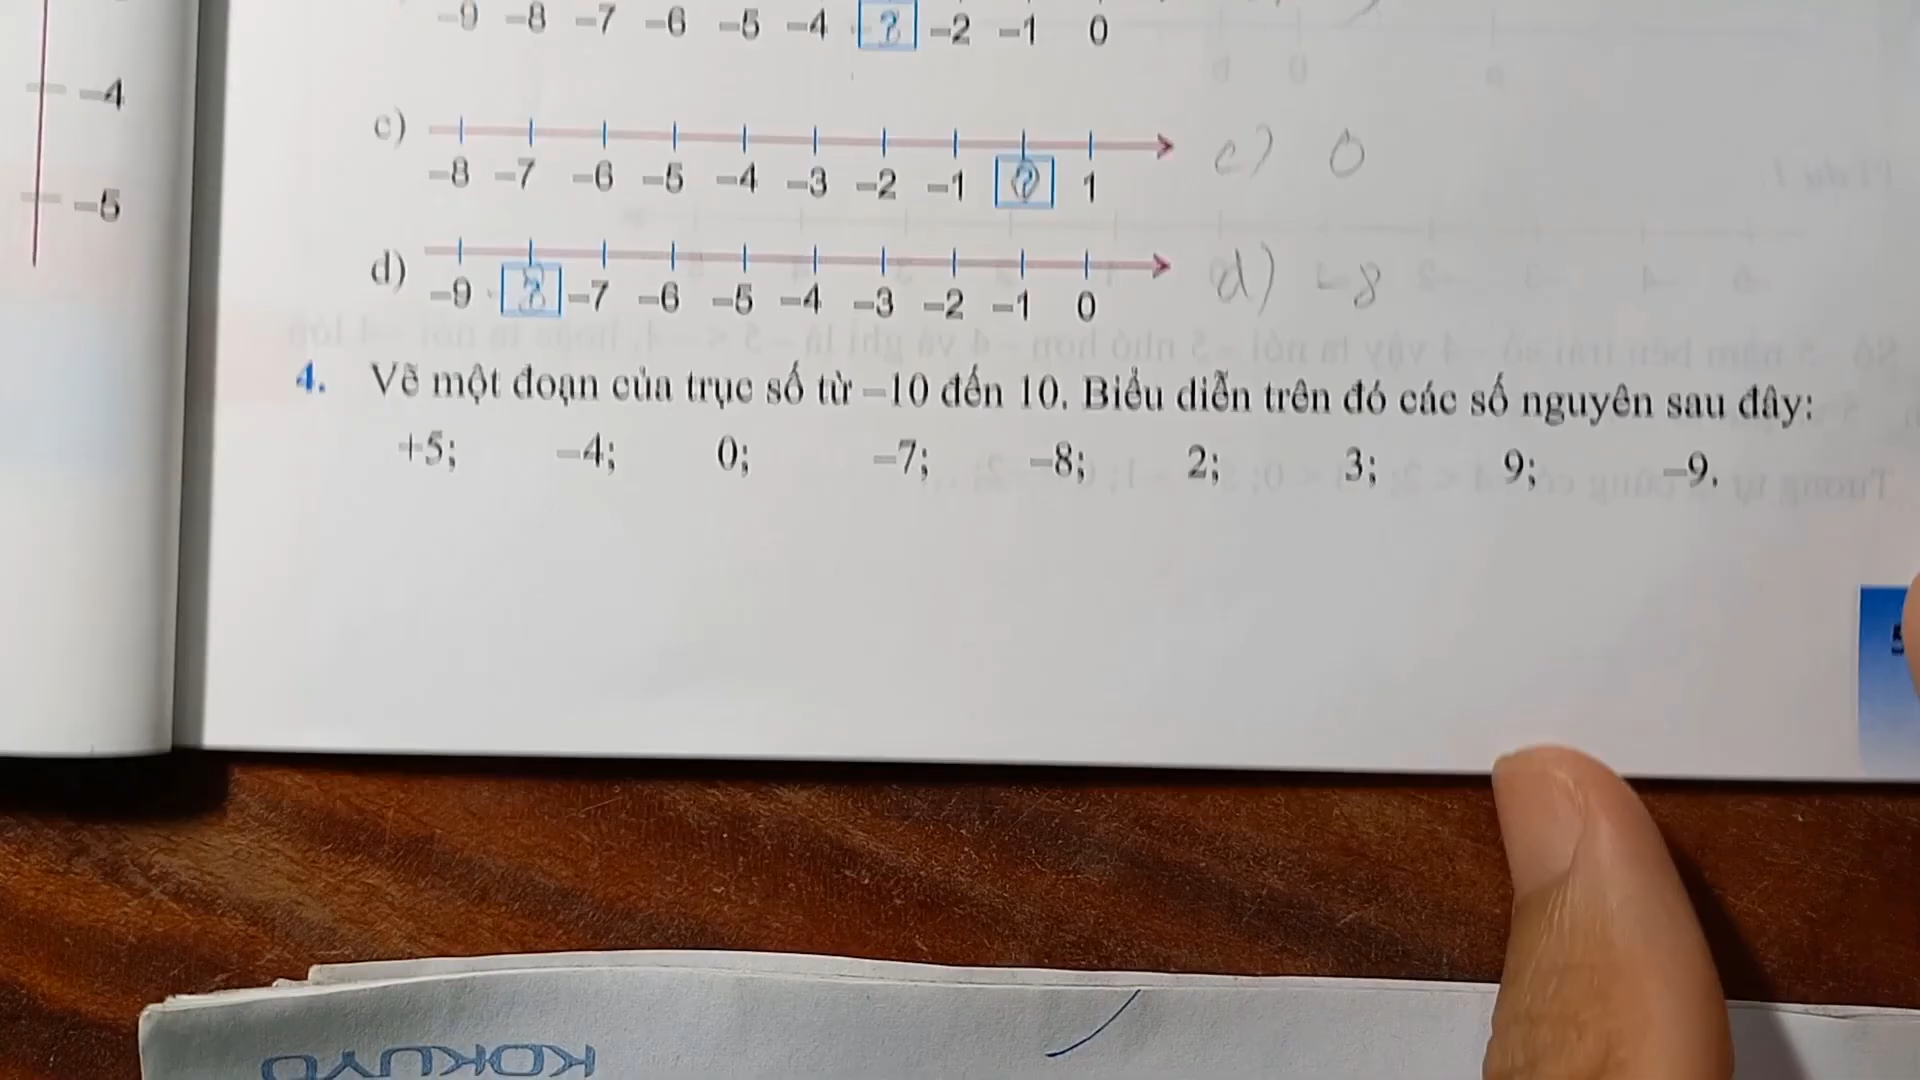 -9 -8 -7 -6 -5 -4 ? -2 -1 0
-4
-5
c)
-8 -7 -6 -5 -4 -3 -2 -1 ? 1
c) 0
d)
-9 ? -7 -6 -5 -4 -3 -2 -1 0
d) -8
4. Vẽ một đoạn của trục số từ -10 đến 10. Biểu diễn trên đó các số nguyên sau đây:
+5; -4; 0; -7; -8; 2; 3; 9; -9.
KOKUYO